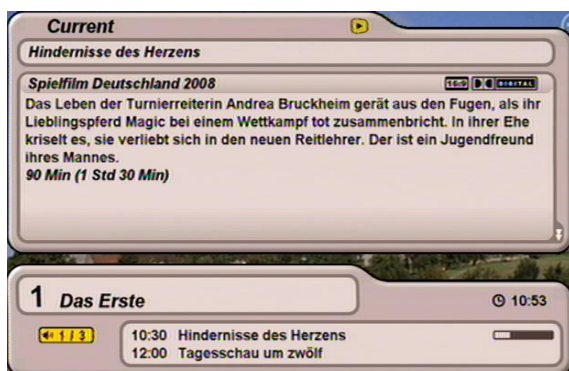 Current
Hindernisse des Herzens
Spielfilm Deutschland 2008
16:9 DIGITAL
Das Leben der Turnierreiterin Andrea Bruckheim gerät aus den Fugen, als ihr
Lieblingspferd Magic bei einem Wettkampf tot zusammenbricht. In ihrer Ehe
kriselt es, sie verliebt sich in den neuen Reitlehrer. Der ist ein Jugendfreund
ihres Mannes.
90 Min (1 Std 30 Min)
1 Das Erste
10:53
1 / 3
10:30 Hindernisse des Herzens
12:00 Tagesschau um zwölf